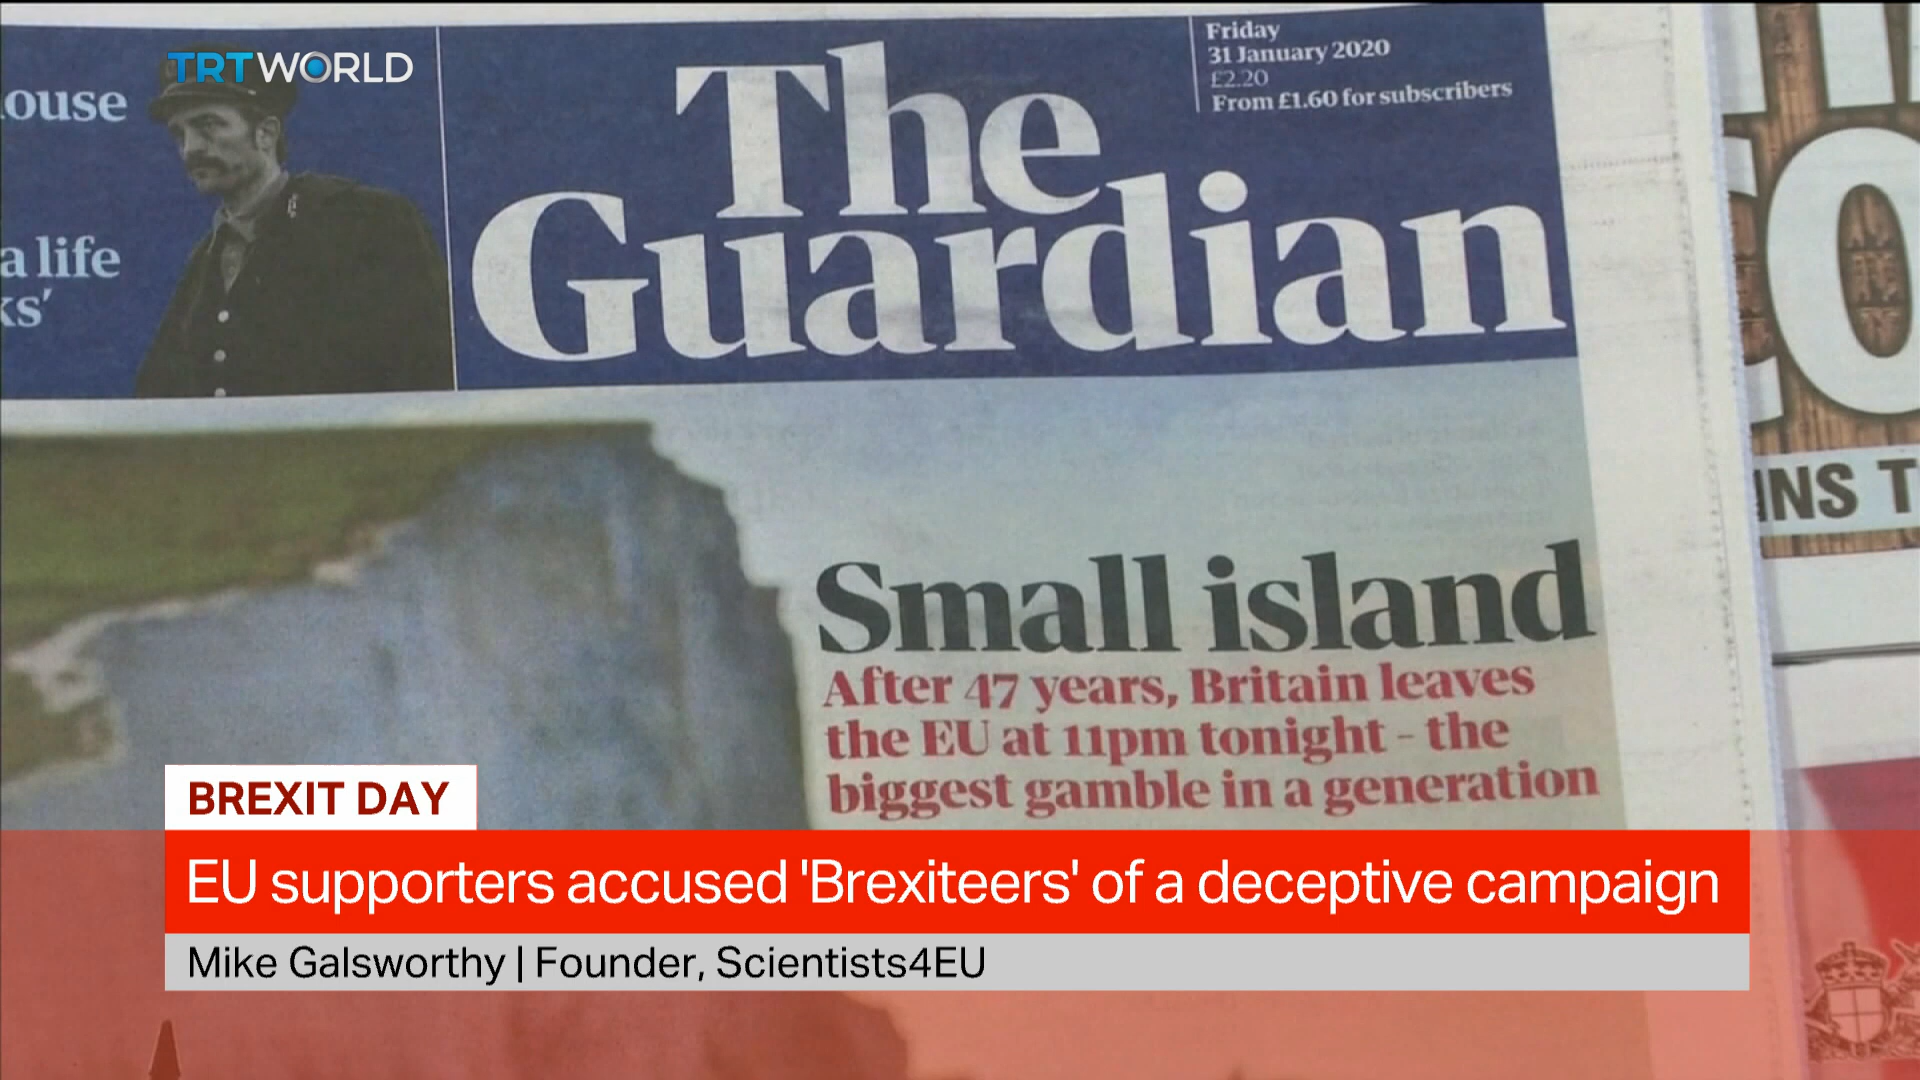 TRT WORLD
ouse
a life
ks'
The
Guardian
Friday
31 January 2020
£2.20
From £1.60 for subscribers
INS T
Small island
After 47 years, Britain leaves
the EU at 11pm tonight - the
biggest gamble in a generation
BREXIT DAY
EU supporters accused 'Brexiteers' of a deceptive campaign
Mike Galsworthy | Founder, Scientists4EU